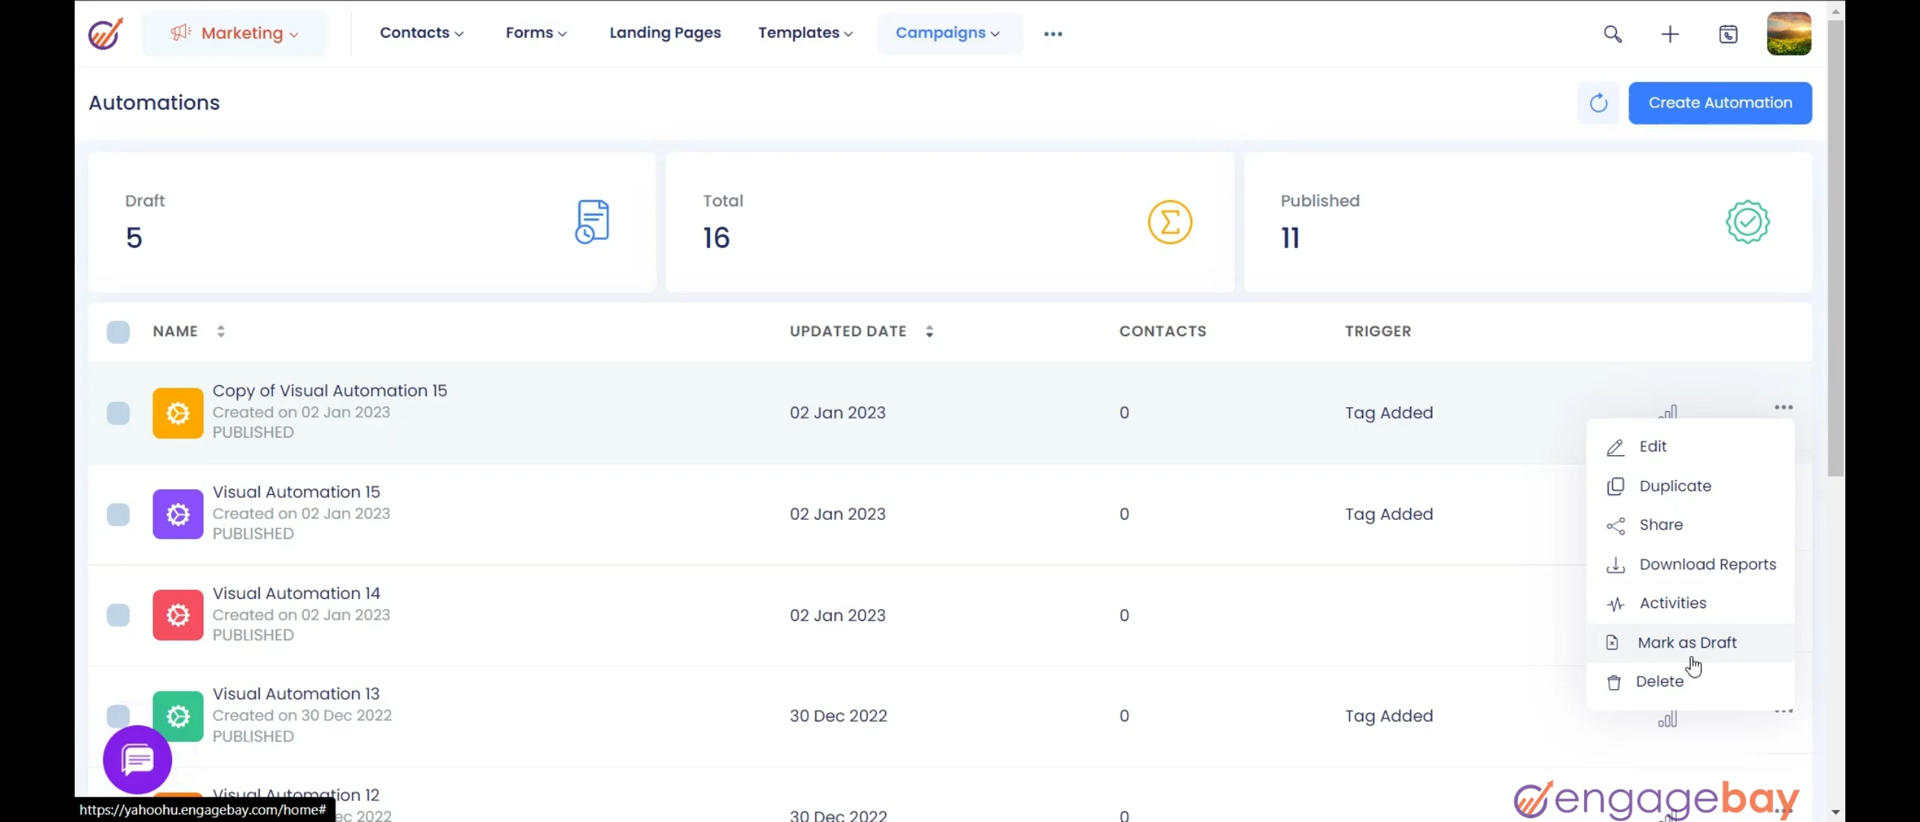 Marketing
Contacts
Forms
Landing Pages
Templates
Campaigns
Automations
Create Automation
Draft
5
Total
16
Published
11
NAME
UPDATED DATE
CONTACTS
TRIGGER
Copy of Visual Automation 15
Created on 02 Jan 2023
PUBLISHED
02 Jan 2023
0
Tag Added
Edit
Duplicate
Share
Download Reports
Activities
Mark as Draft
Delete
Visual Automation 15
Created on 02 Jan 2023
PUBLISHED
02 Jan 2023
0
Tag Added
Visual Automation 14
Created on 02 Jan 2023
PUBLISHED
02 Jan 2023
0
Visual Automation 13
Created on 30 Dec 2022
PUBLISHED
30 Dec 2022
0
Tag Added
Visual Automation 12
ec 2022
30 Dec 2022
0
https://yahoohu.engagebay.com/home#
engagebay